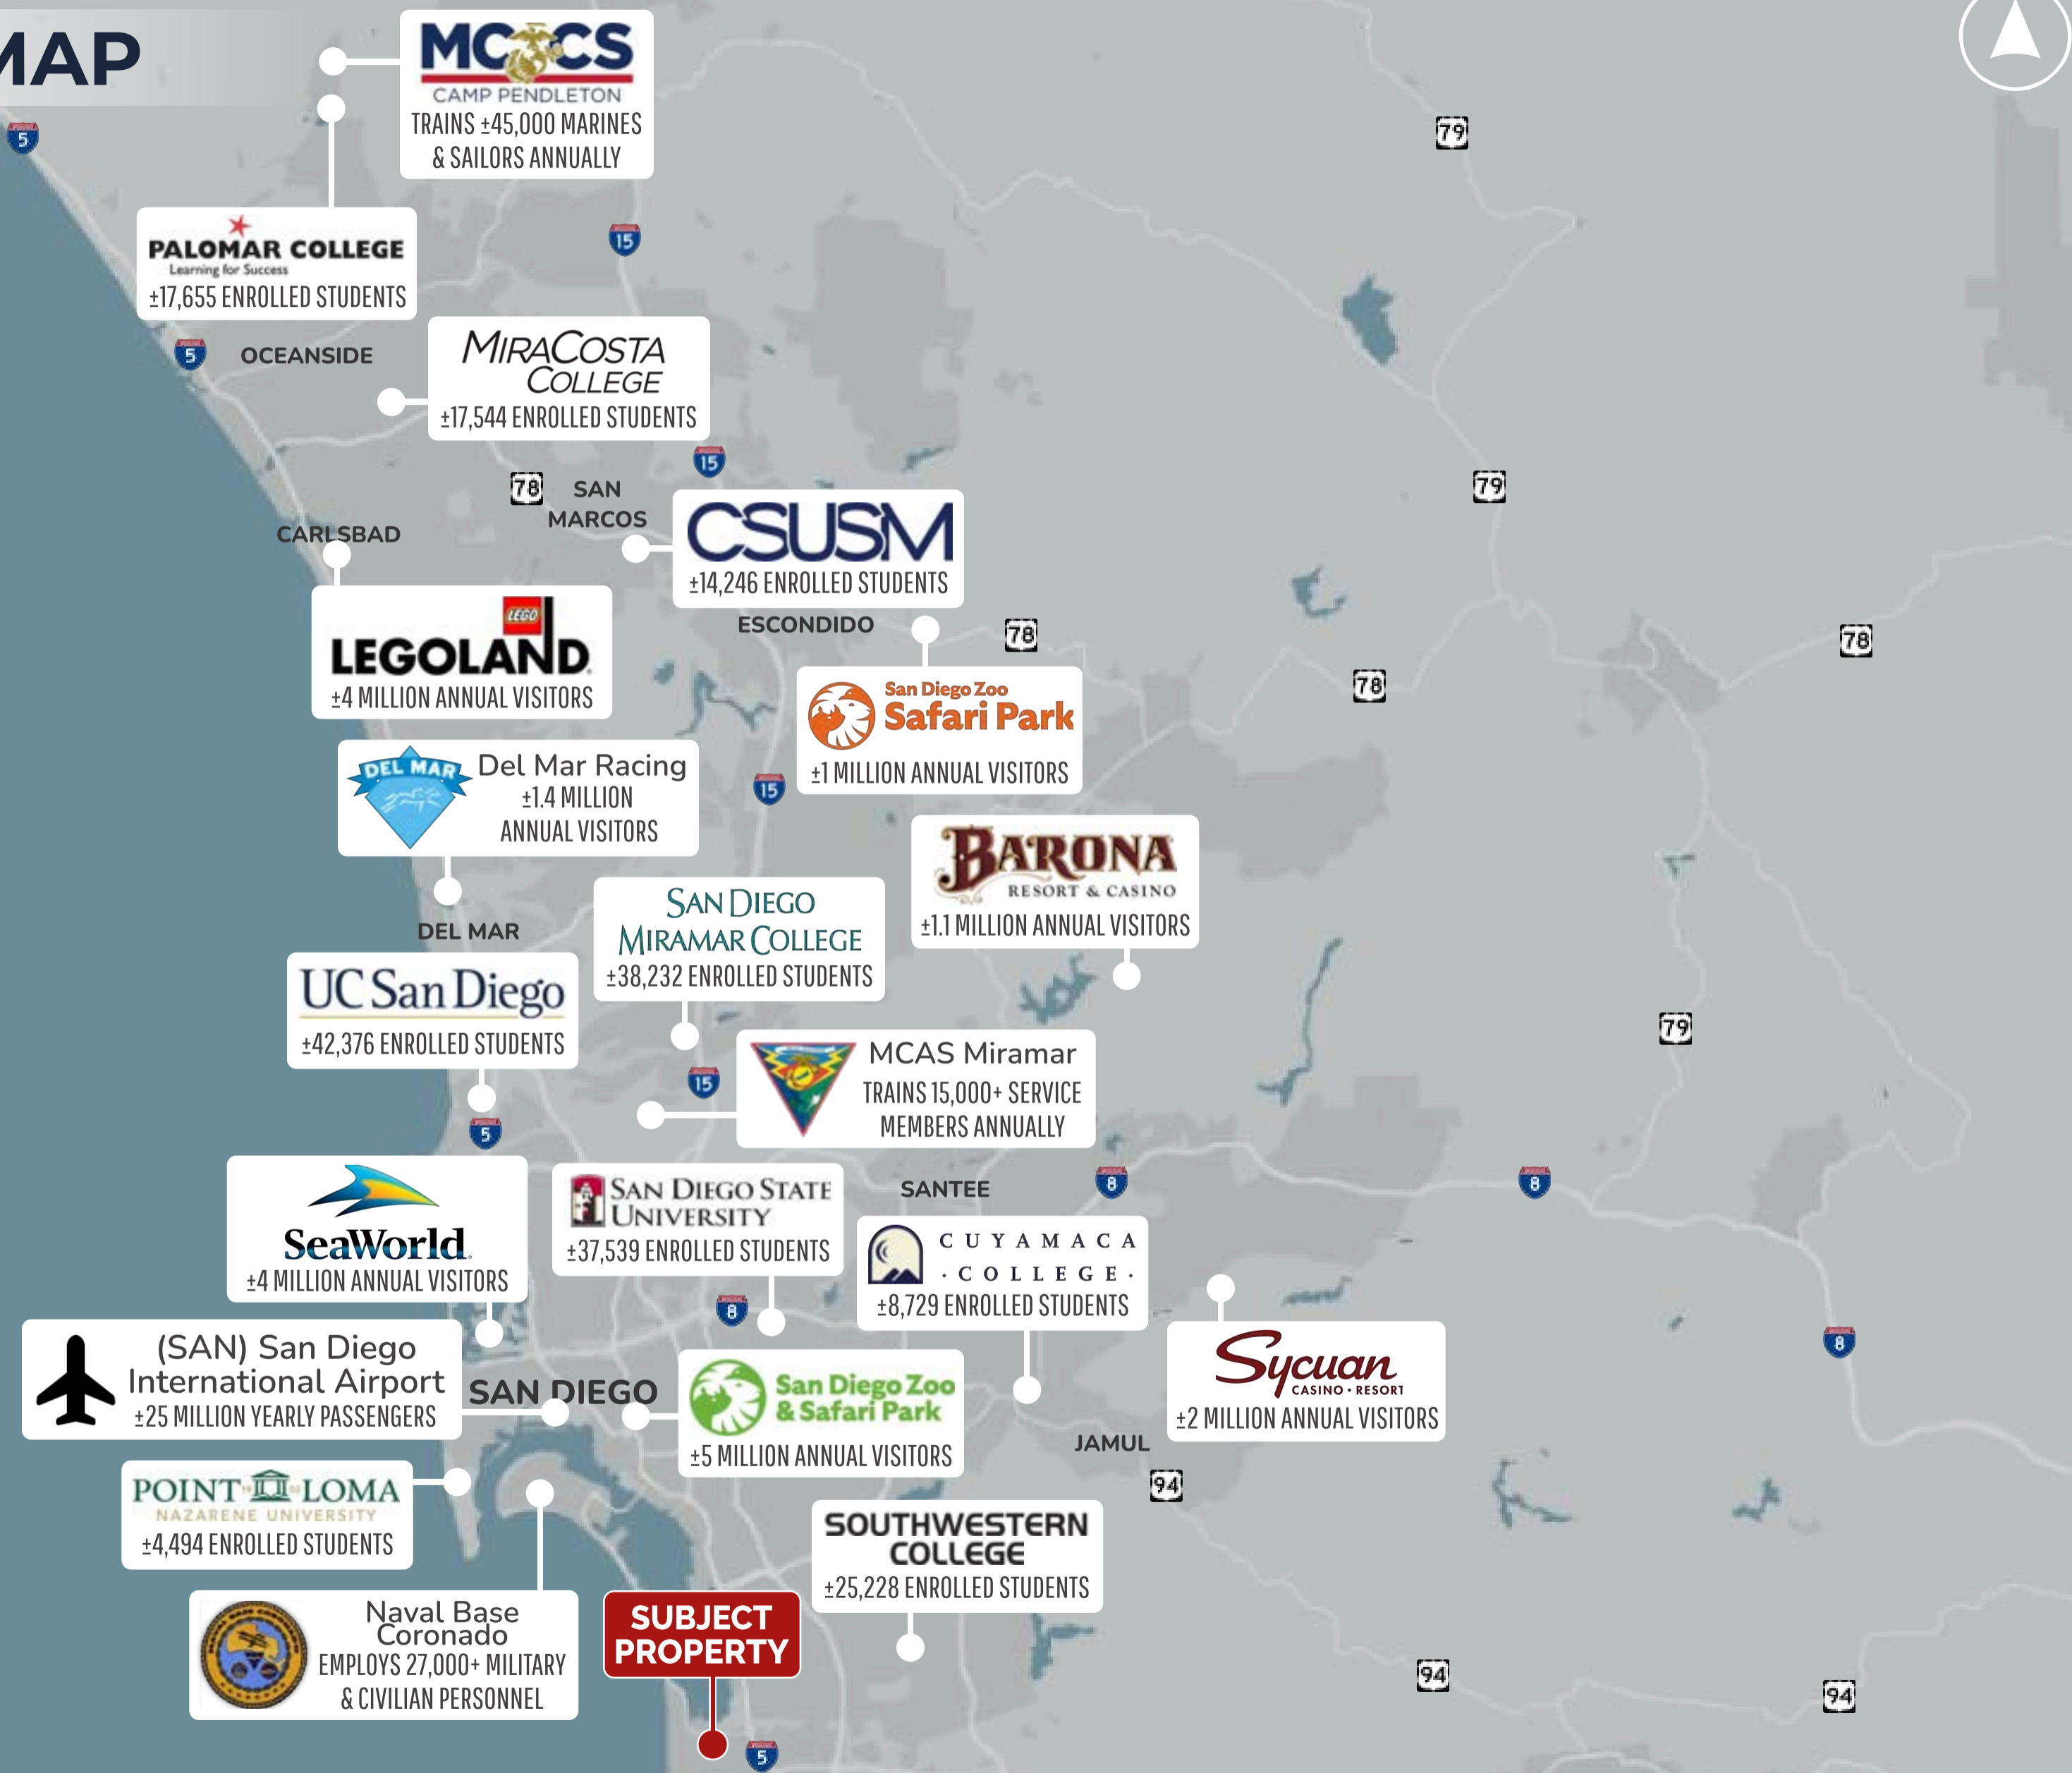 MAP
MCCS
CAMP PENDLETON
TRAINS ±45,000 MARINES
& SAILORS ANNUALLY
79
5
PALOMAR COLLEGE
Learning for Success
±17,655 ENROLLED STUDENTS
15
5
OCEANSIDE
MIRACOSTA
COLLEGE
±17,544 ENROLLED STUDENTS
15
78
SAN
MARCOS
79
CARLSBAD
CSUSM
±14,246 ENROLLED STUDENTS
LEGO
LEGOLAND
±4 MILLION ANNUAL VISITORS
ESCONDIDO
78
78
78
San Diego Zoo
Safari Park
±1 MILLION ANNUAL VISITORS
DEL MAR
Del Mar Racing
±1.4 MILLION
ANNUAL VISITORS
15
BARONA
RESORT & CASINO
±1.1 MILLION ANNUAL VISITORS
DEL MAR
SAN DIEGO
MIRAMAR COLLEGE
±38,232 ENROLLED STUDENTS
UC San Diego
±42,376 ENROLLED STUDENTS
79
15
MCAS Miramar
TRAINS 15,000+ SERVICE
MEMBERS ANNUALLY
5
SeaWorld
±4 MILLION ANNUAL VISITORS
SAN DIEGO STATE
UNIVERSITY
±37,539 ENROLLED STUDENTS
SANTEE
8
8
CUYAMACA
·COLLEGE·
±8,729 ENROLLED STUDENTS
8
(SAN) San Diego
International Airport
±25 MILLION YEARLY PASSENGERS
SAN DIEGO
San Diego Zoo
& Safari Park
±5 MILLION ANNUAL VISITORS
Sycuan
CASINO • RESORT
±2 MILLION ANNUAL VISITORS
8
JAMUL
94
POINT LOMA
NAZARENE UNIVERSITY
±4,494 ENROLLED STUDENTS
SOUTHWESTERN
COLLEGE
±25,228 ENROLLED STUDENTS
Naval Base
Coronado
EMPLOYS 27,000+ MILITARY
& CIVILIAN PERSONNEL
SUBJECT
PROPERTY
94
94
5